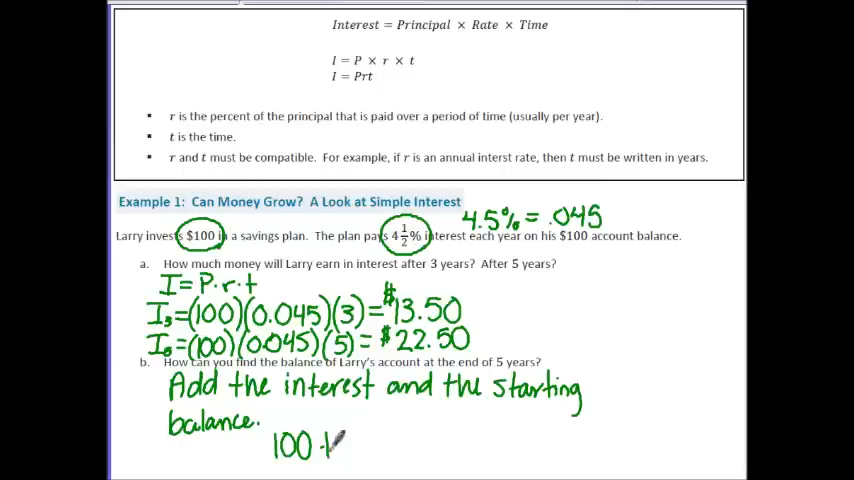 Interest = Principal × Rate × Time
I = P × r × t
I = Prt
▪ r is the percent of the principal that is paid over a period of time (usually per year).
▪ t is the time.
▪ r and t must be compatible. For example, if r is an annual interst rate, then t must be written in years.
Example 1: Can Money Grow? A Look at Simple Interest
4.5% = .045
Larry invests $100 in a savings plan. The plan pays 4 1/2% interest each year on his $100 account balance.
a. How much money will Larry earn in interest after 3 years? After 5 years?
I = P·r·t
I₃ = (100)(0.045)(3) = $13.50
I₅ = (100)(0.045)(5) = $22.50
b. How can you find the balance of Larry's account at the end of 5 years?
Add the interest and the starting
balance.
100